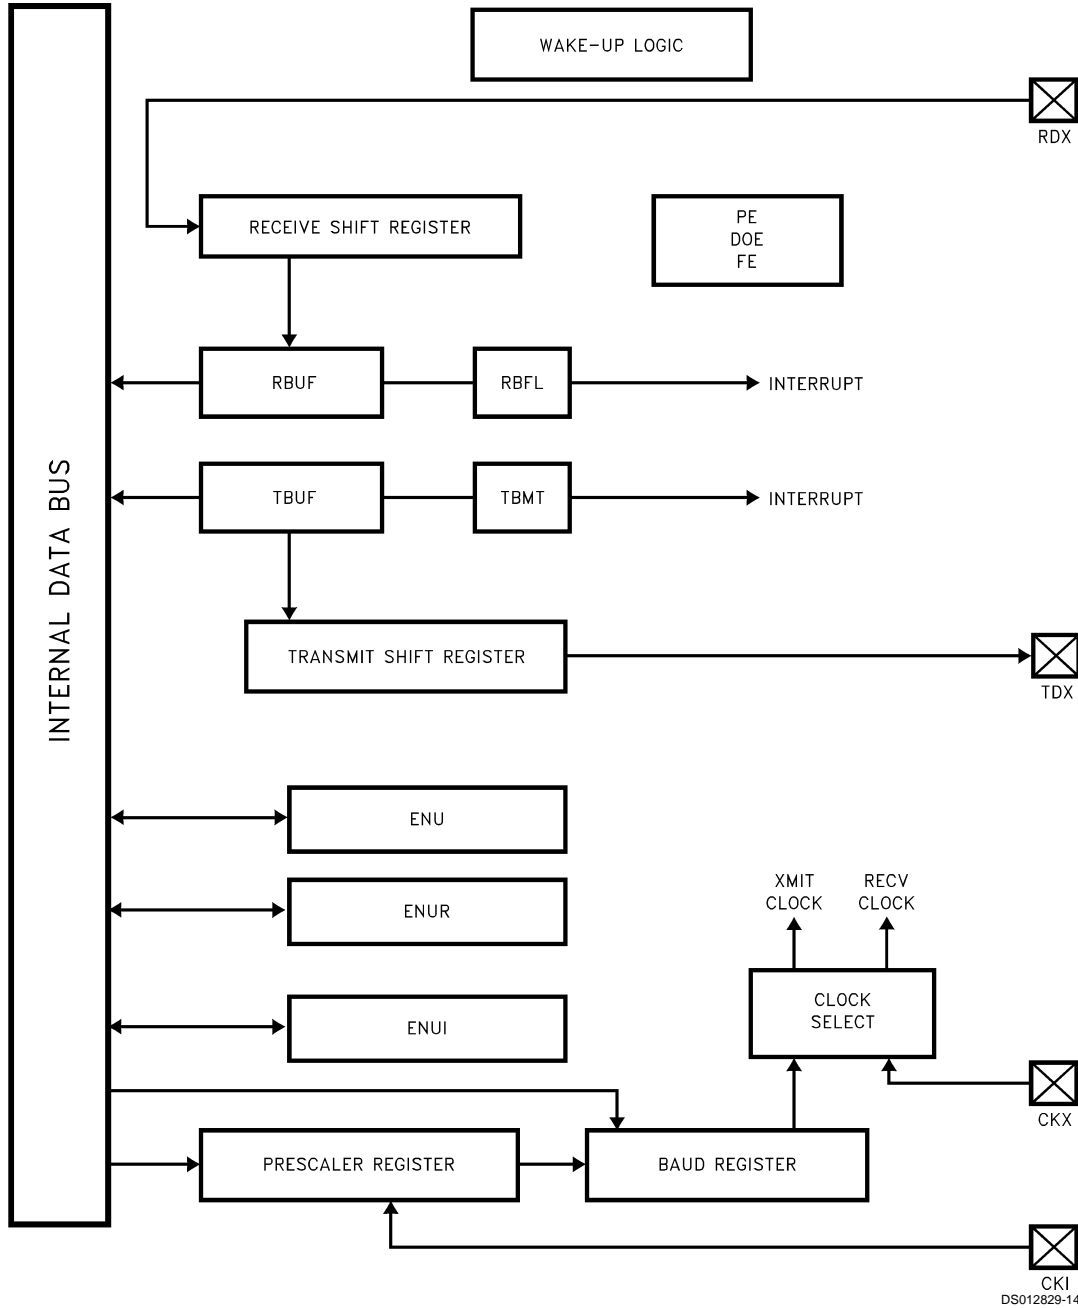 WAKE-UP LOGIC
RDX
RECEIVE SHIFT REGISTER
PE
DOE
FE
RBUF
RBFL
INTERRUPT
INTERNAL DATA BUS
TBUF
TBMT
INTERRUPT
TRANSMIT SHIFT REGISTER
TDX
ENU
XMIT
CLOCK
RECV
CLOCK
ENUR
CLOCK
SELECT
ENUI
CKX
PRESCALER REGISTER
BAUD REGISTER
CKI
DS012829-14